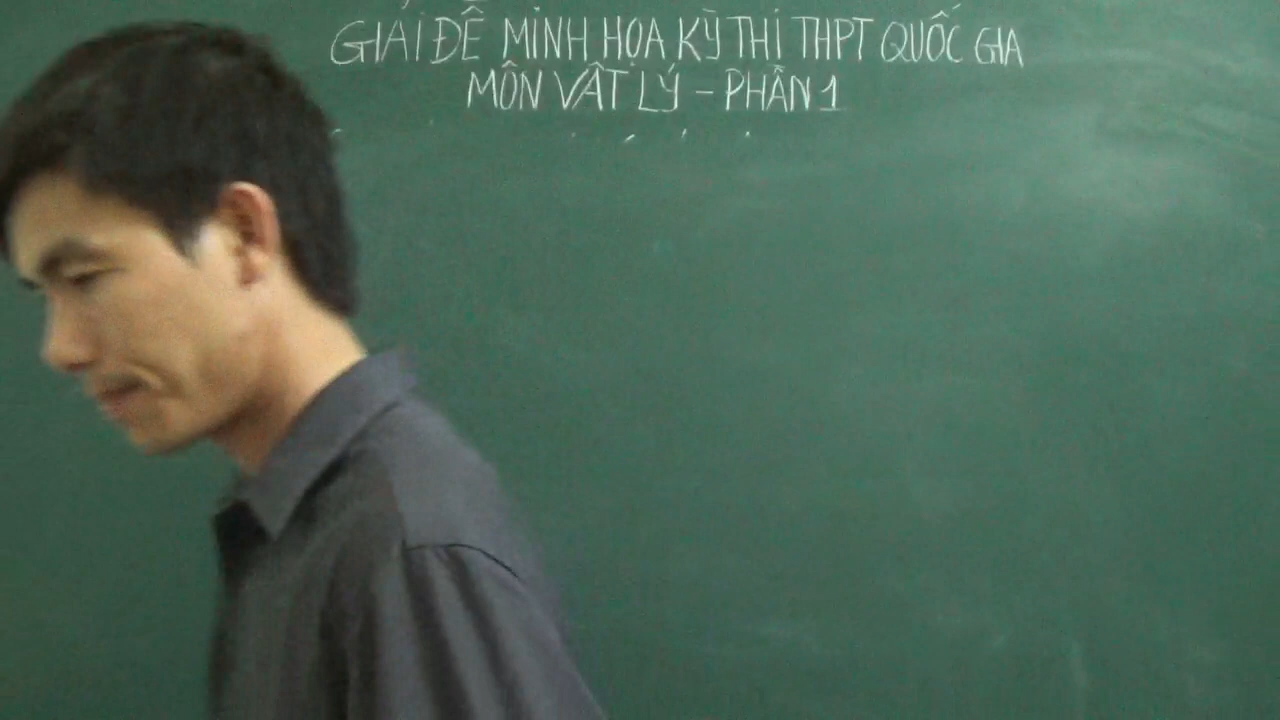 GIẢI ĐỀ MINH HỌA KỲ THI THPT QUỐC GIA
MÔN VẬT LÝ - PHẦN 1